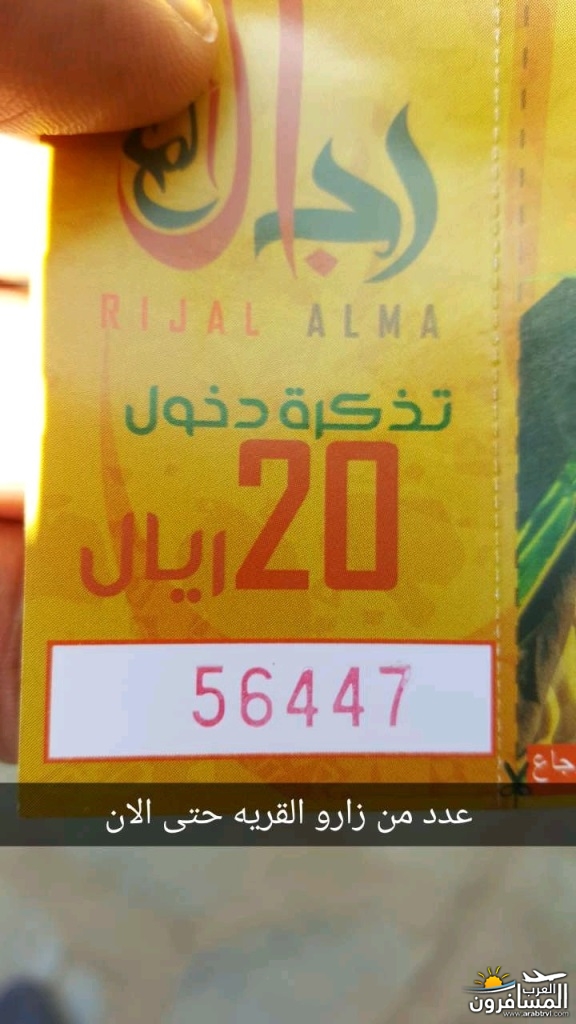 رجال ألمع
RIJAL ALMA
تذكرة دخول
20 ريال
56447
جاع
عدد من زارو القريه حتى الان
العرب
المسافرون
www.arabtrvl.com